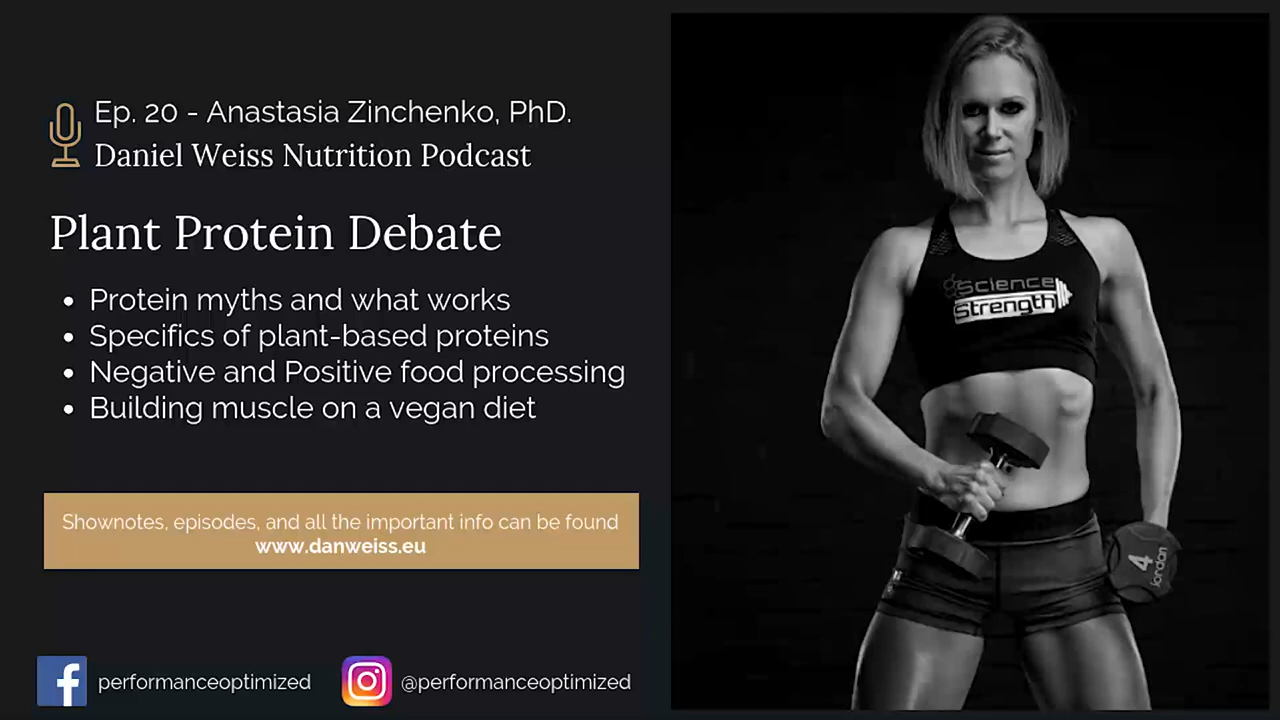 Ep. 20 - Anastasia Zinchenko, PhD.
Daniel Weiss Nutrition Podcast
Plant Protein Debate
• Protein myths and what works
• Specifics of plant-based proteins
• Negative and Positive food processing
• Building muscle on a vegan diet
Shownotes, episodes, and all the important info can be found
www.danweiss.eu
performanceoptimized
@performanceoptimized
Science
Strength
4
jordan